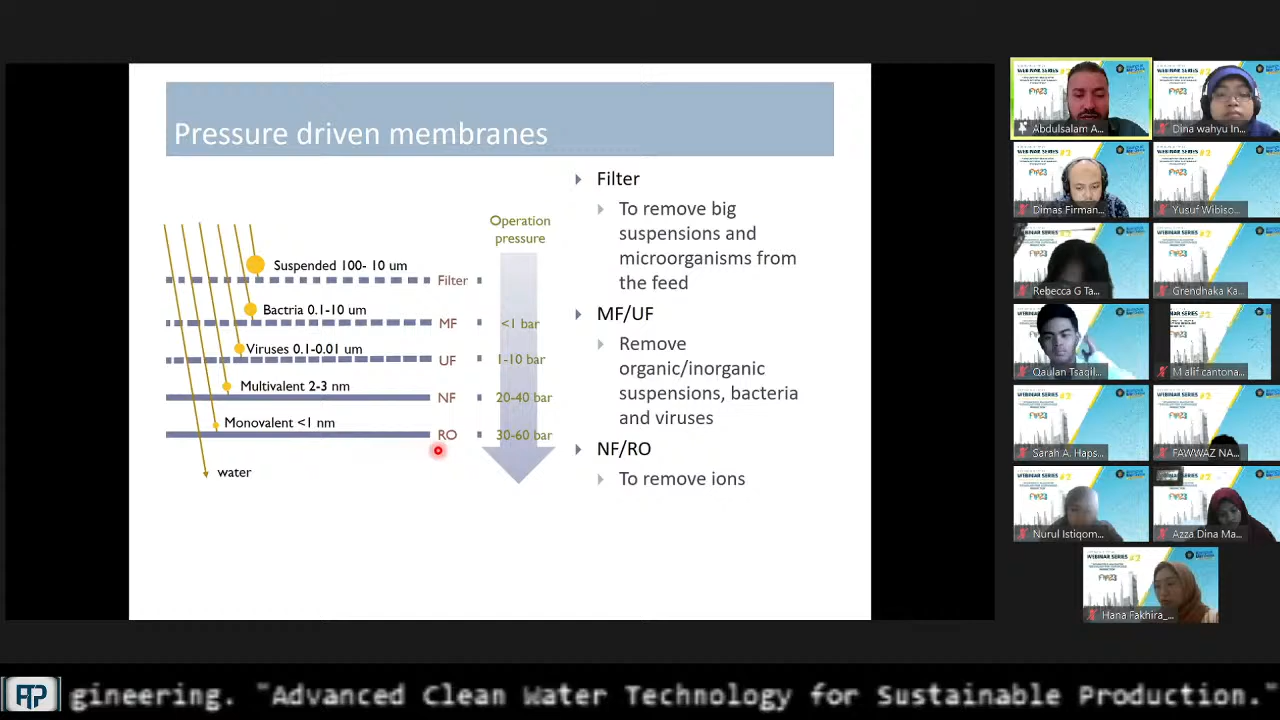 Pressure driven membranes
Operation
pressure
Suspended 100- 10 um
Filter
Bactria 0.1-10 um
MF
<1 bar
Viruses 0.1-0.01 um
UF
1-10 bar
Multivalent 2-3 nm
NF
20-40 bar
Monovalent <1 nm
RO
30-60 bar
water
Filter
To remove big
suspensions and
microorganisms from
the feed
MF/UF
Remove
organic/inorganic
suspensions, bacteria
and viruses
NF/RO
To remove ions
WEBINAR SERIES #2
Abdulsalam A...
Dina wahyu In...
Dimas Firman...
Yusuf Wibiso...
Rebecca G Ta...
Grendhaka Ka...
Qaulan Tsaqil...
M alif cantona...
Sarah A. Haps...
FAWWAZ NA...
Nurul Istiqom...
Azza Dina Ma...
Hana Fakhira_...
gineering. "Advanced Clean Water Technology for Sustainable Production."